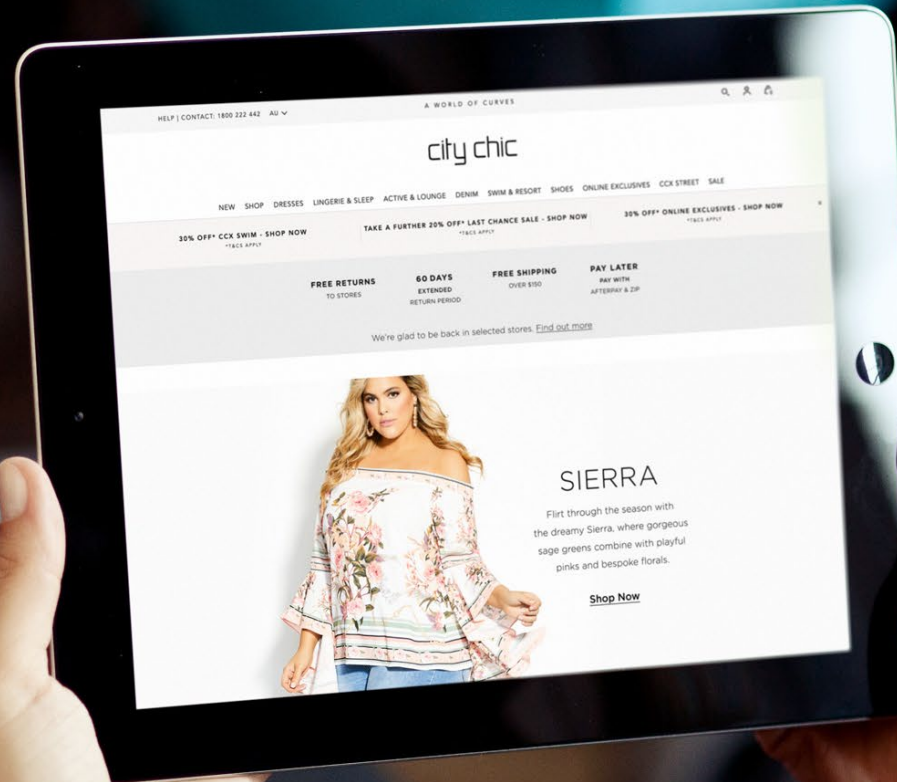 HELP | CONTACT: 1800 222 442 AU
A WORLD OF CURVES
city chic
NEW SHOP DRESSES LINGERIE & SLEEP ACTIVE & LOUNGE DENIM SWIM & RESORT SHOES ONLINE EXCLUSIVES CCX STREET SALE
30% OFF* CCX SWIM - SHOP NOW
*T&CS APPLY
TAKE A FURTHER 20% OFF* LAST CHANCE SALE - SHOP NOW
*T&CS APPLY
30% OFF* ONLINE EXCLUSIVES - SHOP NOW
*T&CS APPLY
FREE RETURNS
TO STORES
60 DAYS
EXTENDED
RETURN PERIOD
FREE SHIPPING
OVER $150
PAY LATER
PAY WITH
AFTERPAY & ZIP
We're glad to be back in selected stores. Find out more
SIERRA
Flirt through the season with
the dreamy Sierra, where gorgeous
sage greens combine with playful
pinks and bespoke florals.
Shop Now